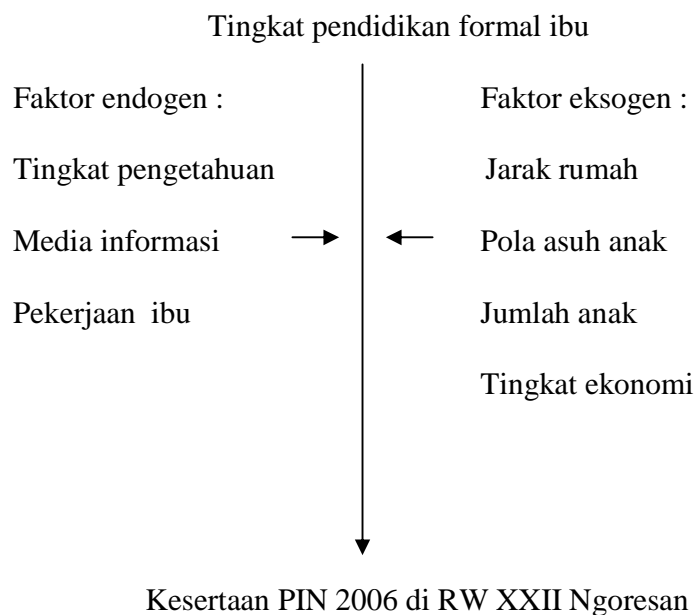 Tingkat pendidikan formal ibu
Faktor endogen :
Tingkat pengetahuan
Media informasi
Pekerjaan ibu
Faktor eksogen :
Jarak rumah
Pola asuh anak
Jumlah anak
Tingkat ekonomi
Kesertaan PIN 2006 di RW XXII Ngoresan